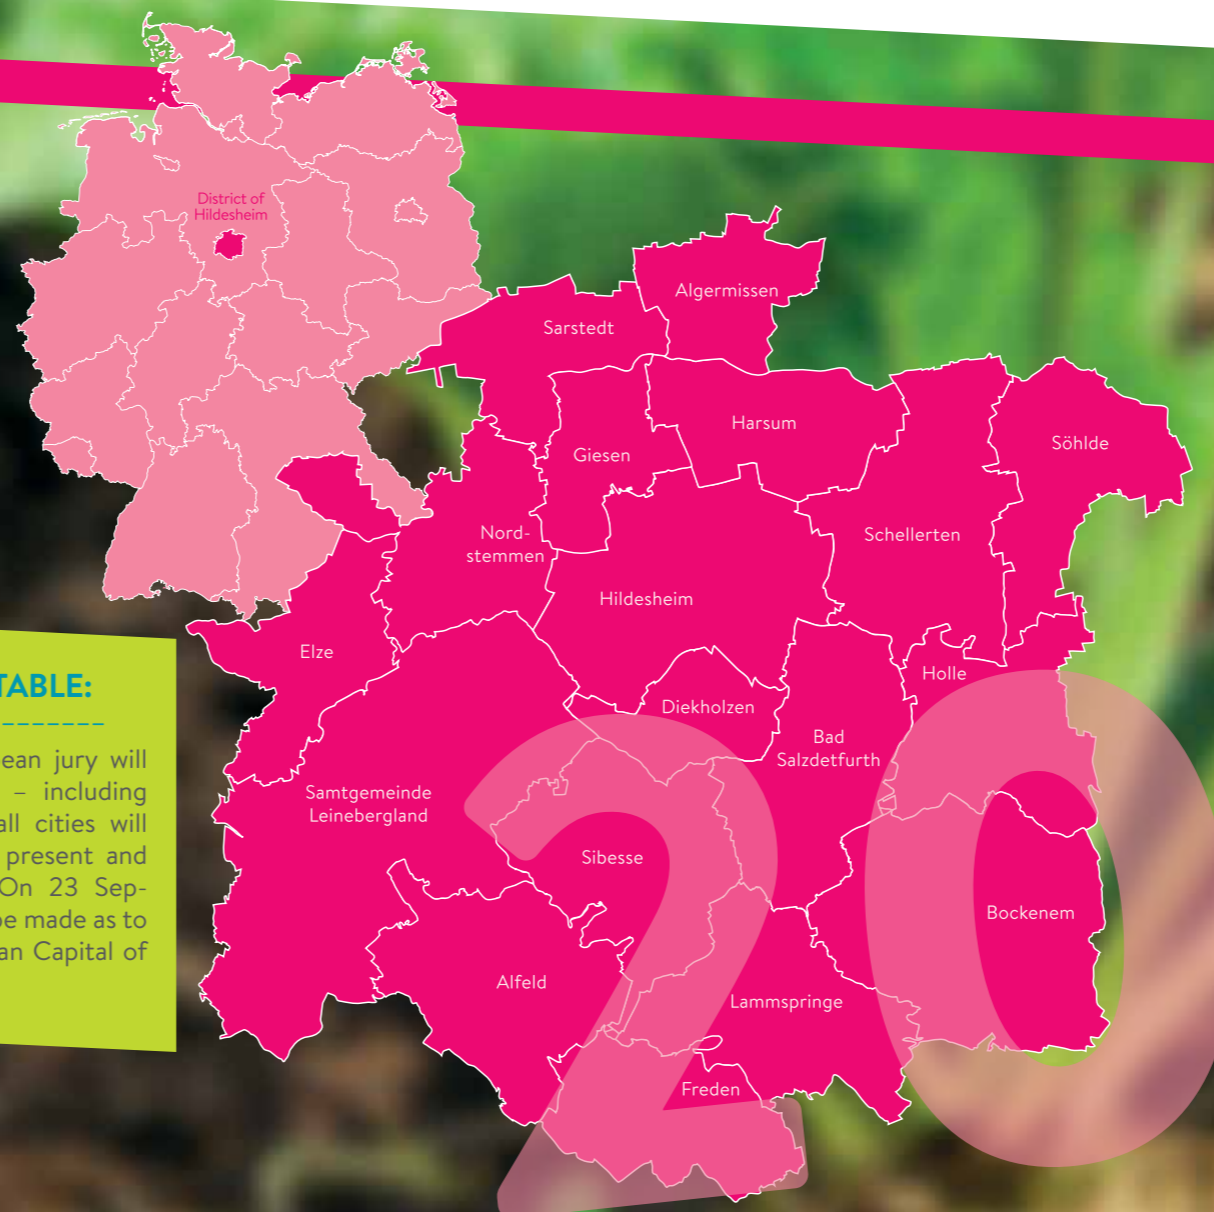 District of
Hildesheim
Algermissen
Sarstedt
Harsum
Giesen
Söhlde
Nord-
stemmen
Schellerten
Hildesheim
Elze
Holle
Diekholzen
Bad
Salzdetfurth
Samtgemeinde
Leinebergland
Sibesse
Bockenem
Alfeld
Lammspringe
Freden
20
TABLE:
ean jury will
– including
all cities will
present and
On 23 Sep-
be made as to
an Capital of